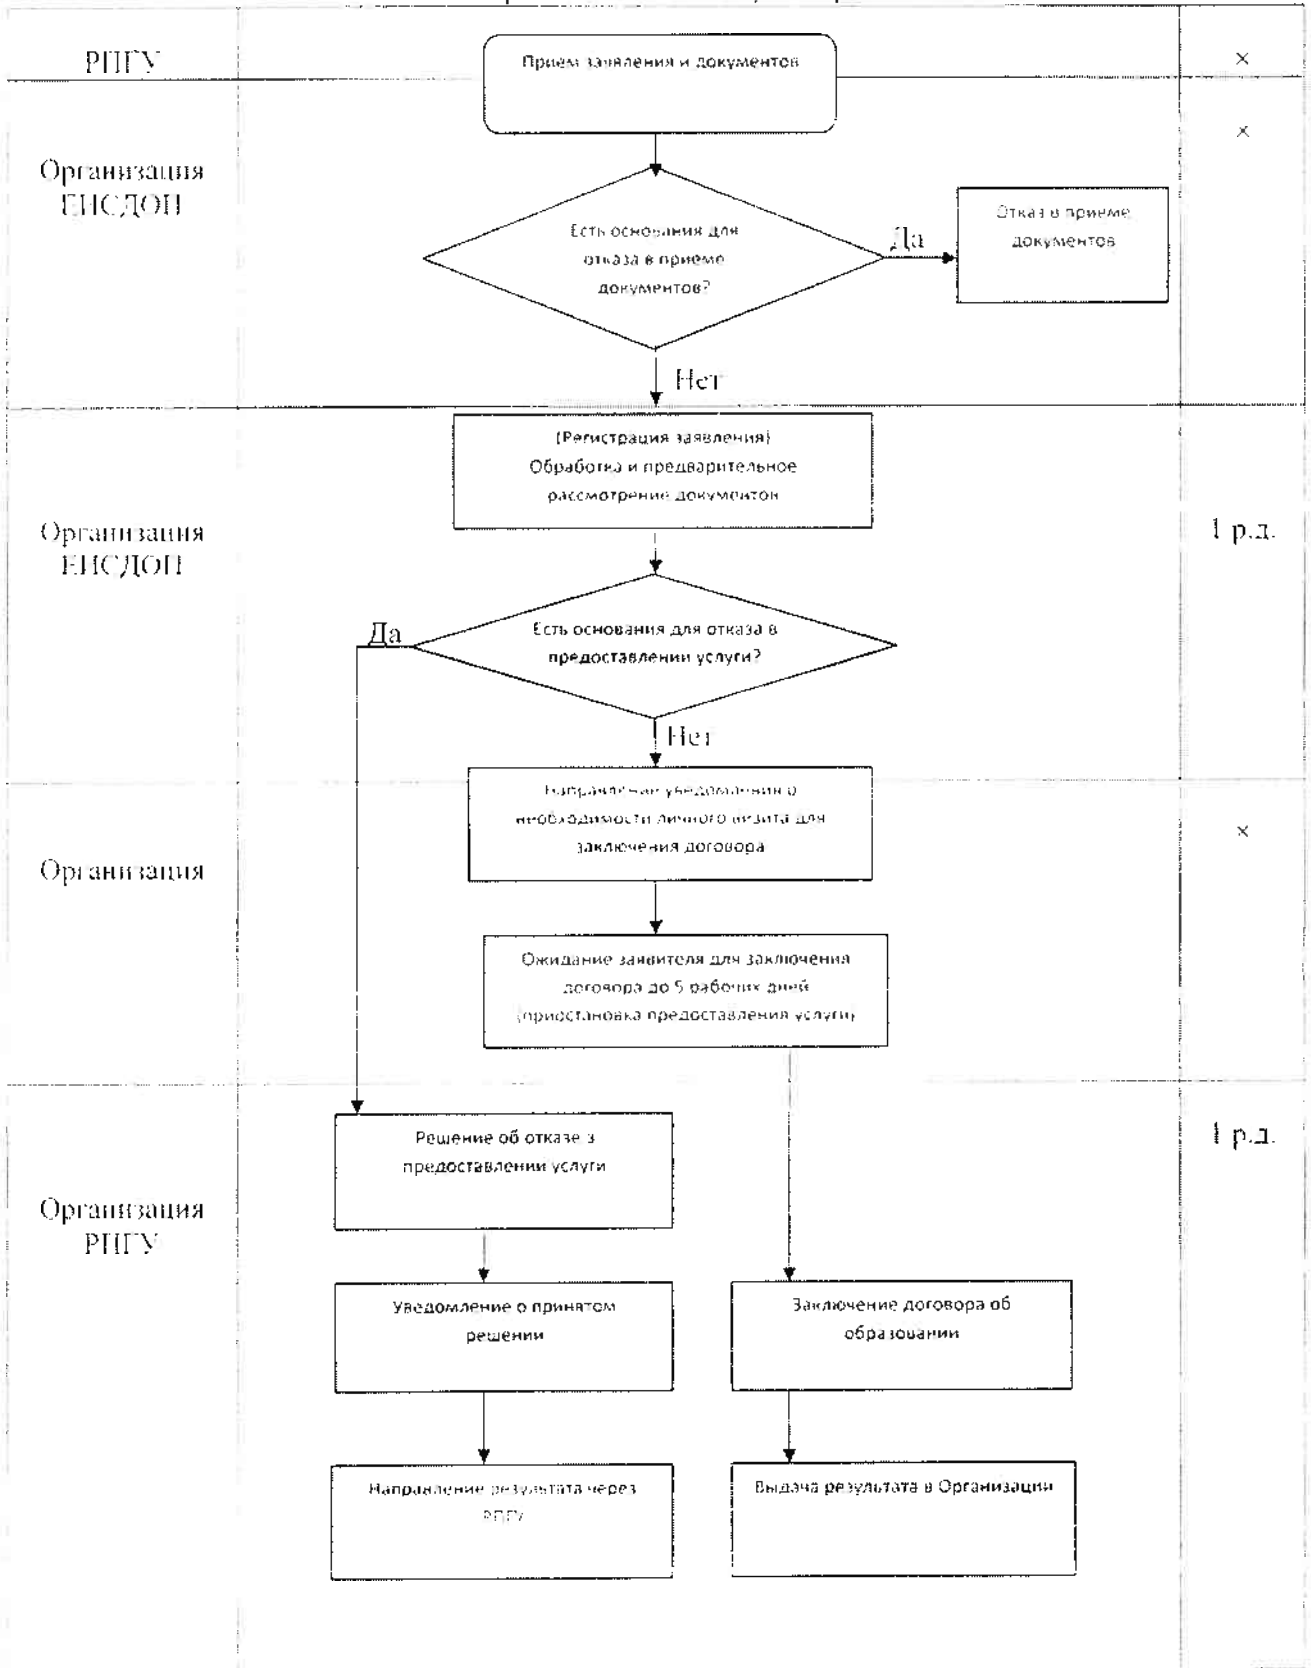 РПГУ
Прием заявления и документов
×
×
Организация
ЕИСДОП
Есть основания для
отказа в приеме
документов?
Да
Отказ в приеме
документов
Нет
(Регистрация заявления)
Обработка и предварительное
рассмотрение документов
Организация
ЕИСДОП
1 р.д.
Есть основания для отказа в
предоставлении услуги?
Да
Нет
Направление уведомления о
необходимости личного визита для
заключения договора
×
Организация
Ожидание заявителя для заключения
договора до 5 рабочих дней
(приостановка предоставления услуги)
Решение об отказе в
предоставлении услуги
1 р.д.
Организация
РПГУ
Уведомление о принятом
решении
Заключение договора об
образовании
Направление результата через
РПГУ
Выдача результата в Организации